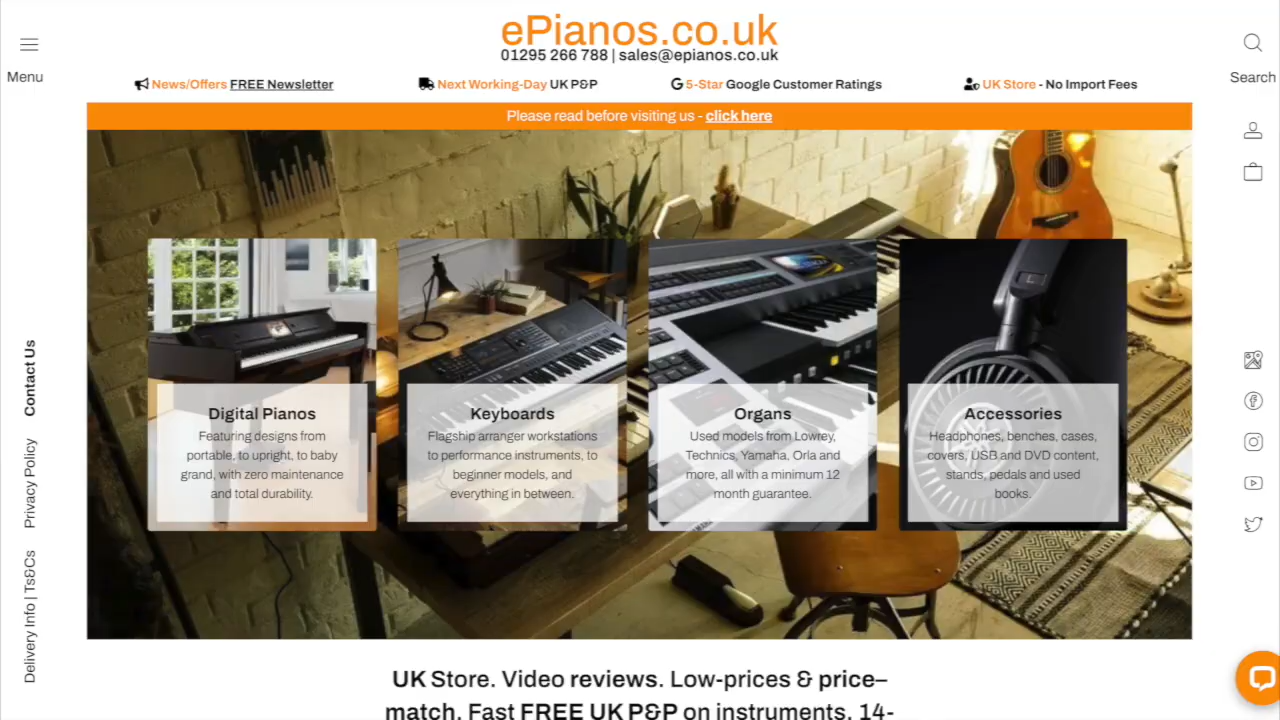 ePianos.co.uk
01295 266 788 | sales@epianos.co.uk
Menu
Search
News/Offers FREE Newsletter
Next Working-Day UK P&P
5-Star Google Customer Ratings
UK Store - No Import Fees
Please read before visiting us - click here
Digital Pianos
Featuring designs from
portable, to upright, to baby
grand, with zero maintenance
and total durability.
Keyboards
Flagship arranger workstations
to performance instruments, to
beginner models, and
everything in between.
Organs
Used models from Lowrey,
Technics, Yamaha, Orla and
more, all with a minimum 12
month guarantee.
Accessories
Headphones, benches, cases,
covers, USB and DVD content,
stands, pedals and used
books.
Contact Us
Privacy Policy
Delivery Info | Ts&Cs
UK Store. Video reviews. Low-prices & price–
match. Fast FREE UK P&P on instruments. 14-